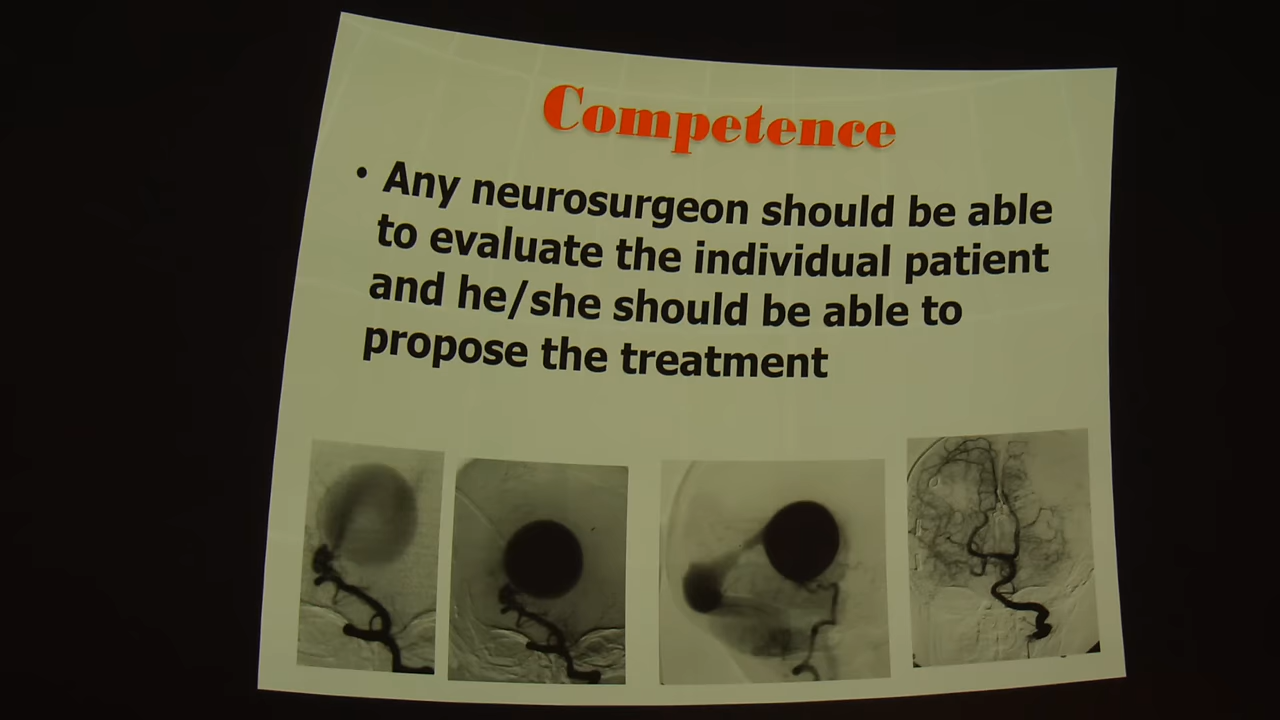 Competence
• Any neurosurgeon should be able
to evaluate the individual patient
and he/she should be able to
propose the treatment